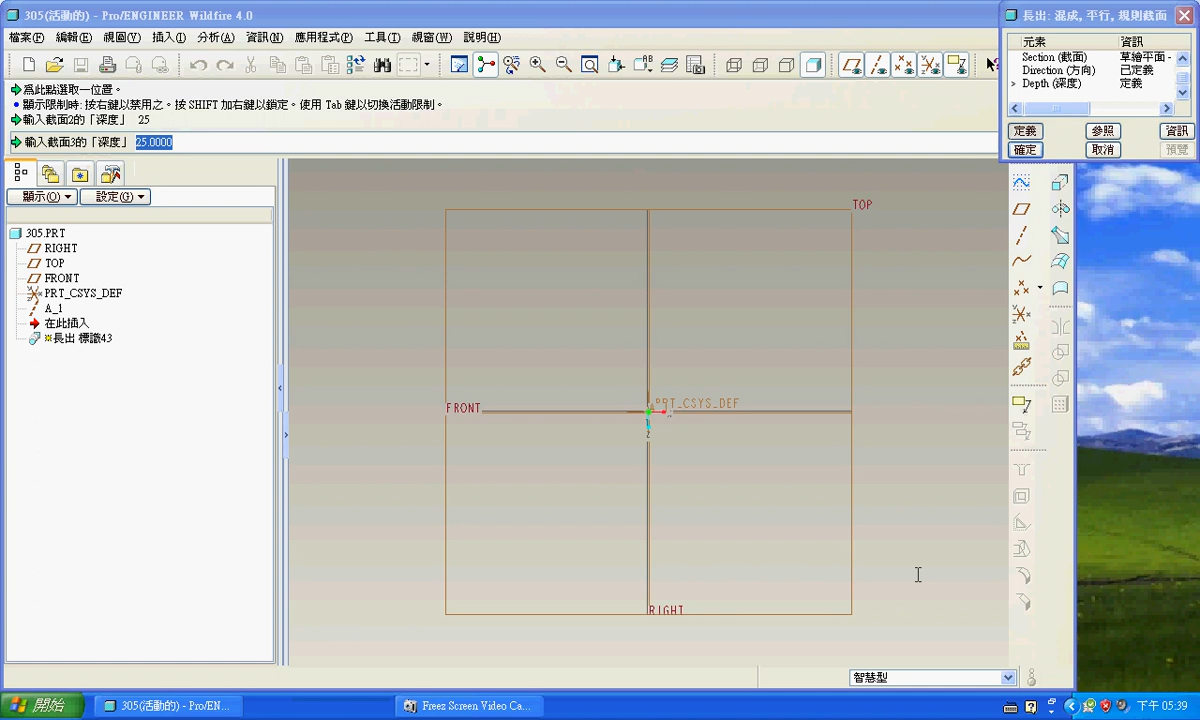 305(活動的) - Pro/ENGINEER Wildfire 4.0
檔案(F) 編輯(E) 視圖(V) 插入(I) 分析(A) 資訊(N) 應用程式(P) 工具(T) 視窗(W) 說明(H)
為此點選取一位置。
顯示限制時: 按右鍵以禁用之。按 SHIFT 加右鍵以鎖定。使用 Tab 鍵以切換活動限制。
輸入截面2的「深度」 25
輸入截面3的「深度」 25.0000
長出: 混成, 平行, 規則截面
元素 資訊
Section (截面) 草繪平面 -
Direction (方向) 已定義
> Depth (深度) 定義
定義 參照 資訊
確定 取消 預覽
顯示(O) 設定(G)
305.PRT
RIGHT
TOP
FRONT
PRT_CSYS_DEF
A_1
在此插入
長出 標識43
TOP
PRT_CSYS_DEF
FRONT
RIGHT
智慧型
開始 305(活動的) - Pro/EN... Freez Screen Video Ca... 下午 05:39